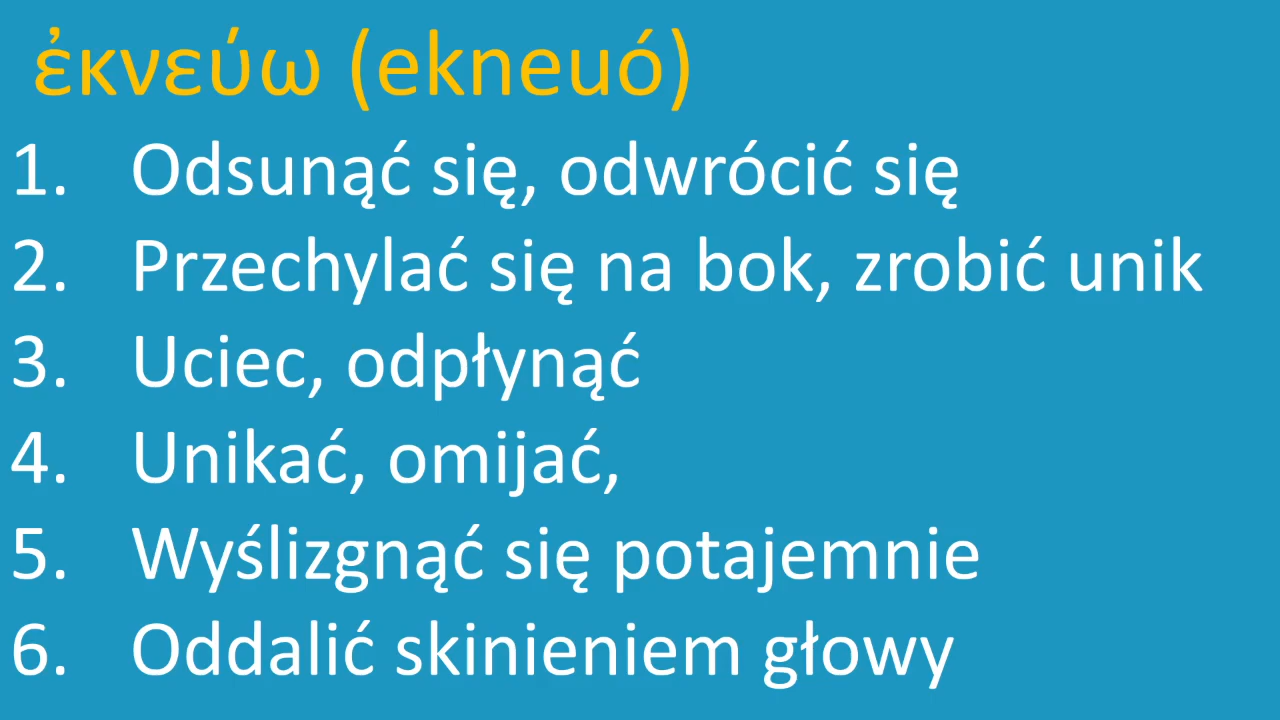 ἐκνεύω (ekneuó)
1. Odsunąć się, odwrócić się
2. Przechylać się na bok, zrobić unik
3. Uciec, odpłynąć
4. Unikać, omijać,
5. Wyślizgnąć się potajemnie
6. Oddalić skinieniem głowy